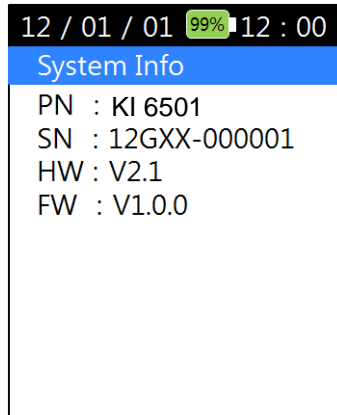 12 / 01 / 01 99% 12 : 00
System Info
PN : KI 6501
SN : 12GXX-000001
HW : V2.1
FW : V1.0.0